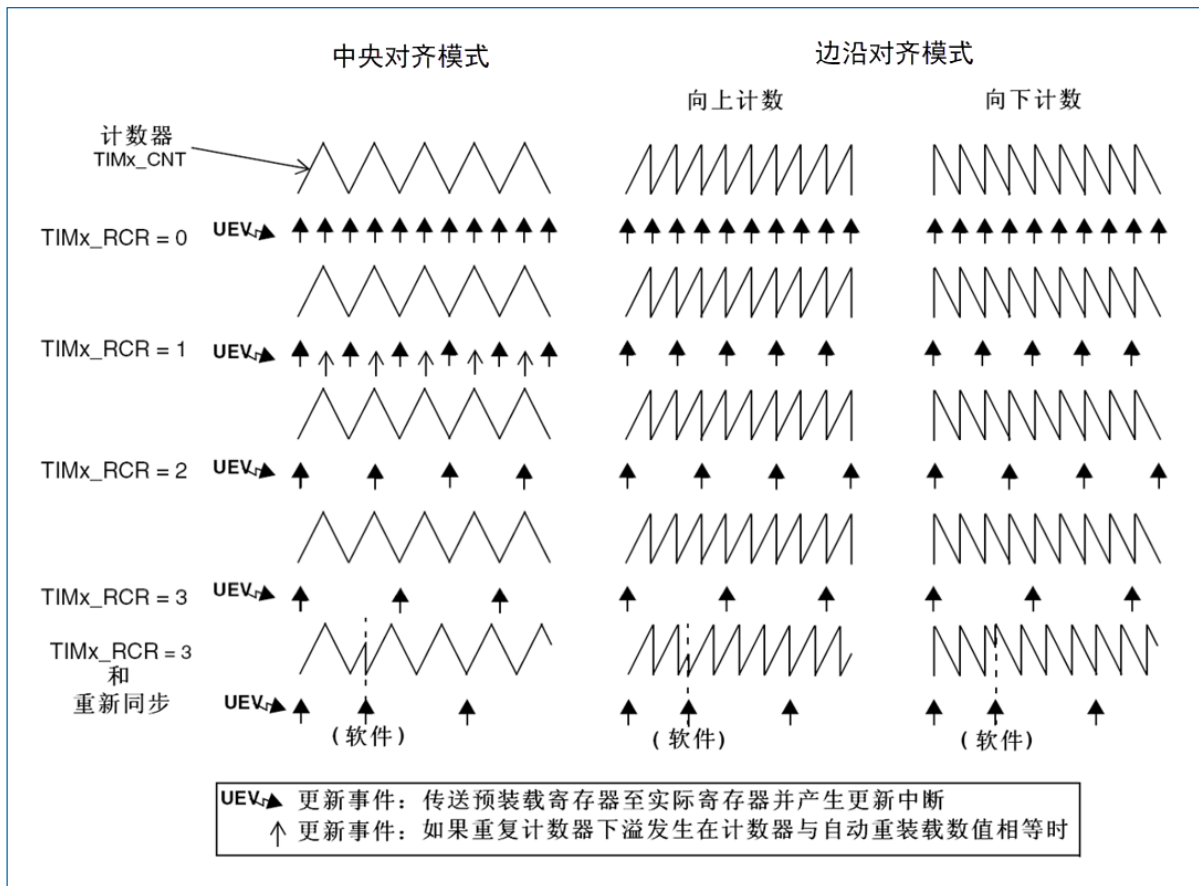 中央对齐模式
边沿对齐模式
向上计数
向下计数
计数器
TIMx_CNT
TIMx_RCR = 0
UEV
TIMx_RCR = 1
UEV
TIMx_RCR = 2
UEV
TIMx_RCR = 3
UEV
TIMx_RCR = 3
和
重新同步
UEV
(软件)
(软件)
(软件)
UEV 更新事件：传送预装载寄存器至实际寄存器并产生更新中断
更新事件：如果重复计数器下溢发生在计数器与自动重装载数值相等时